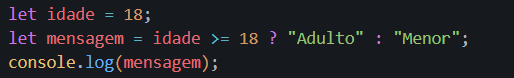 let idade = 18;
let mensagem = idade >= 18 ? "Adulto" : "Menor";
console.log(mensagem);